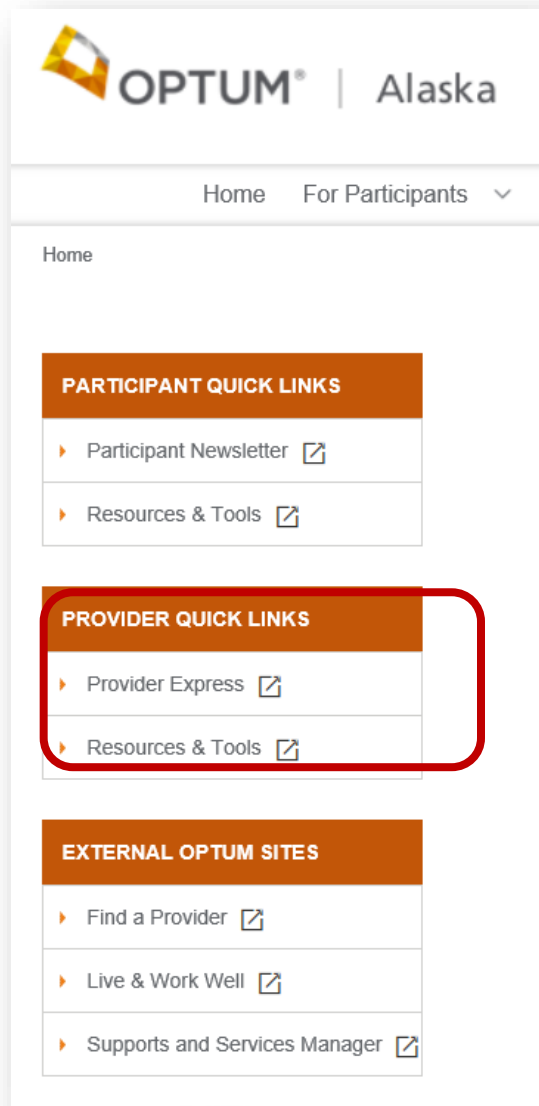 OPTUM® | Alaska
Home For Participants
Home
PARTICIPANT QUICK LINKS
Participant Newsletter
Resources & Tools
PROVIDER QUICK LINKS
Provider Express
Resources & Tools
EXTERNAL OPTUM SITES
Find a Provider
Live & Work Well
Supports and Services Manager